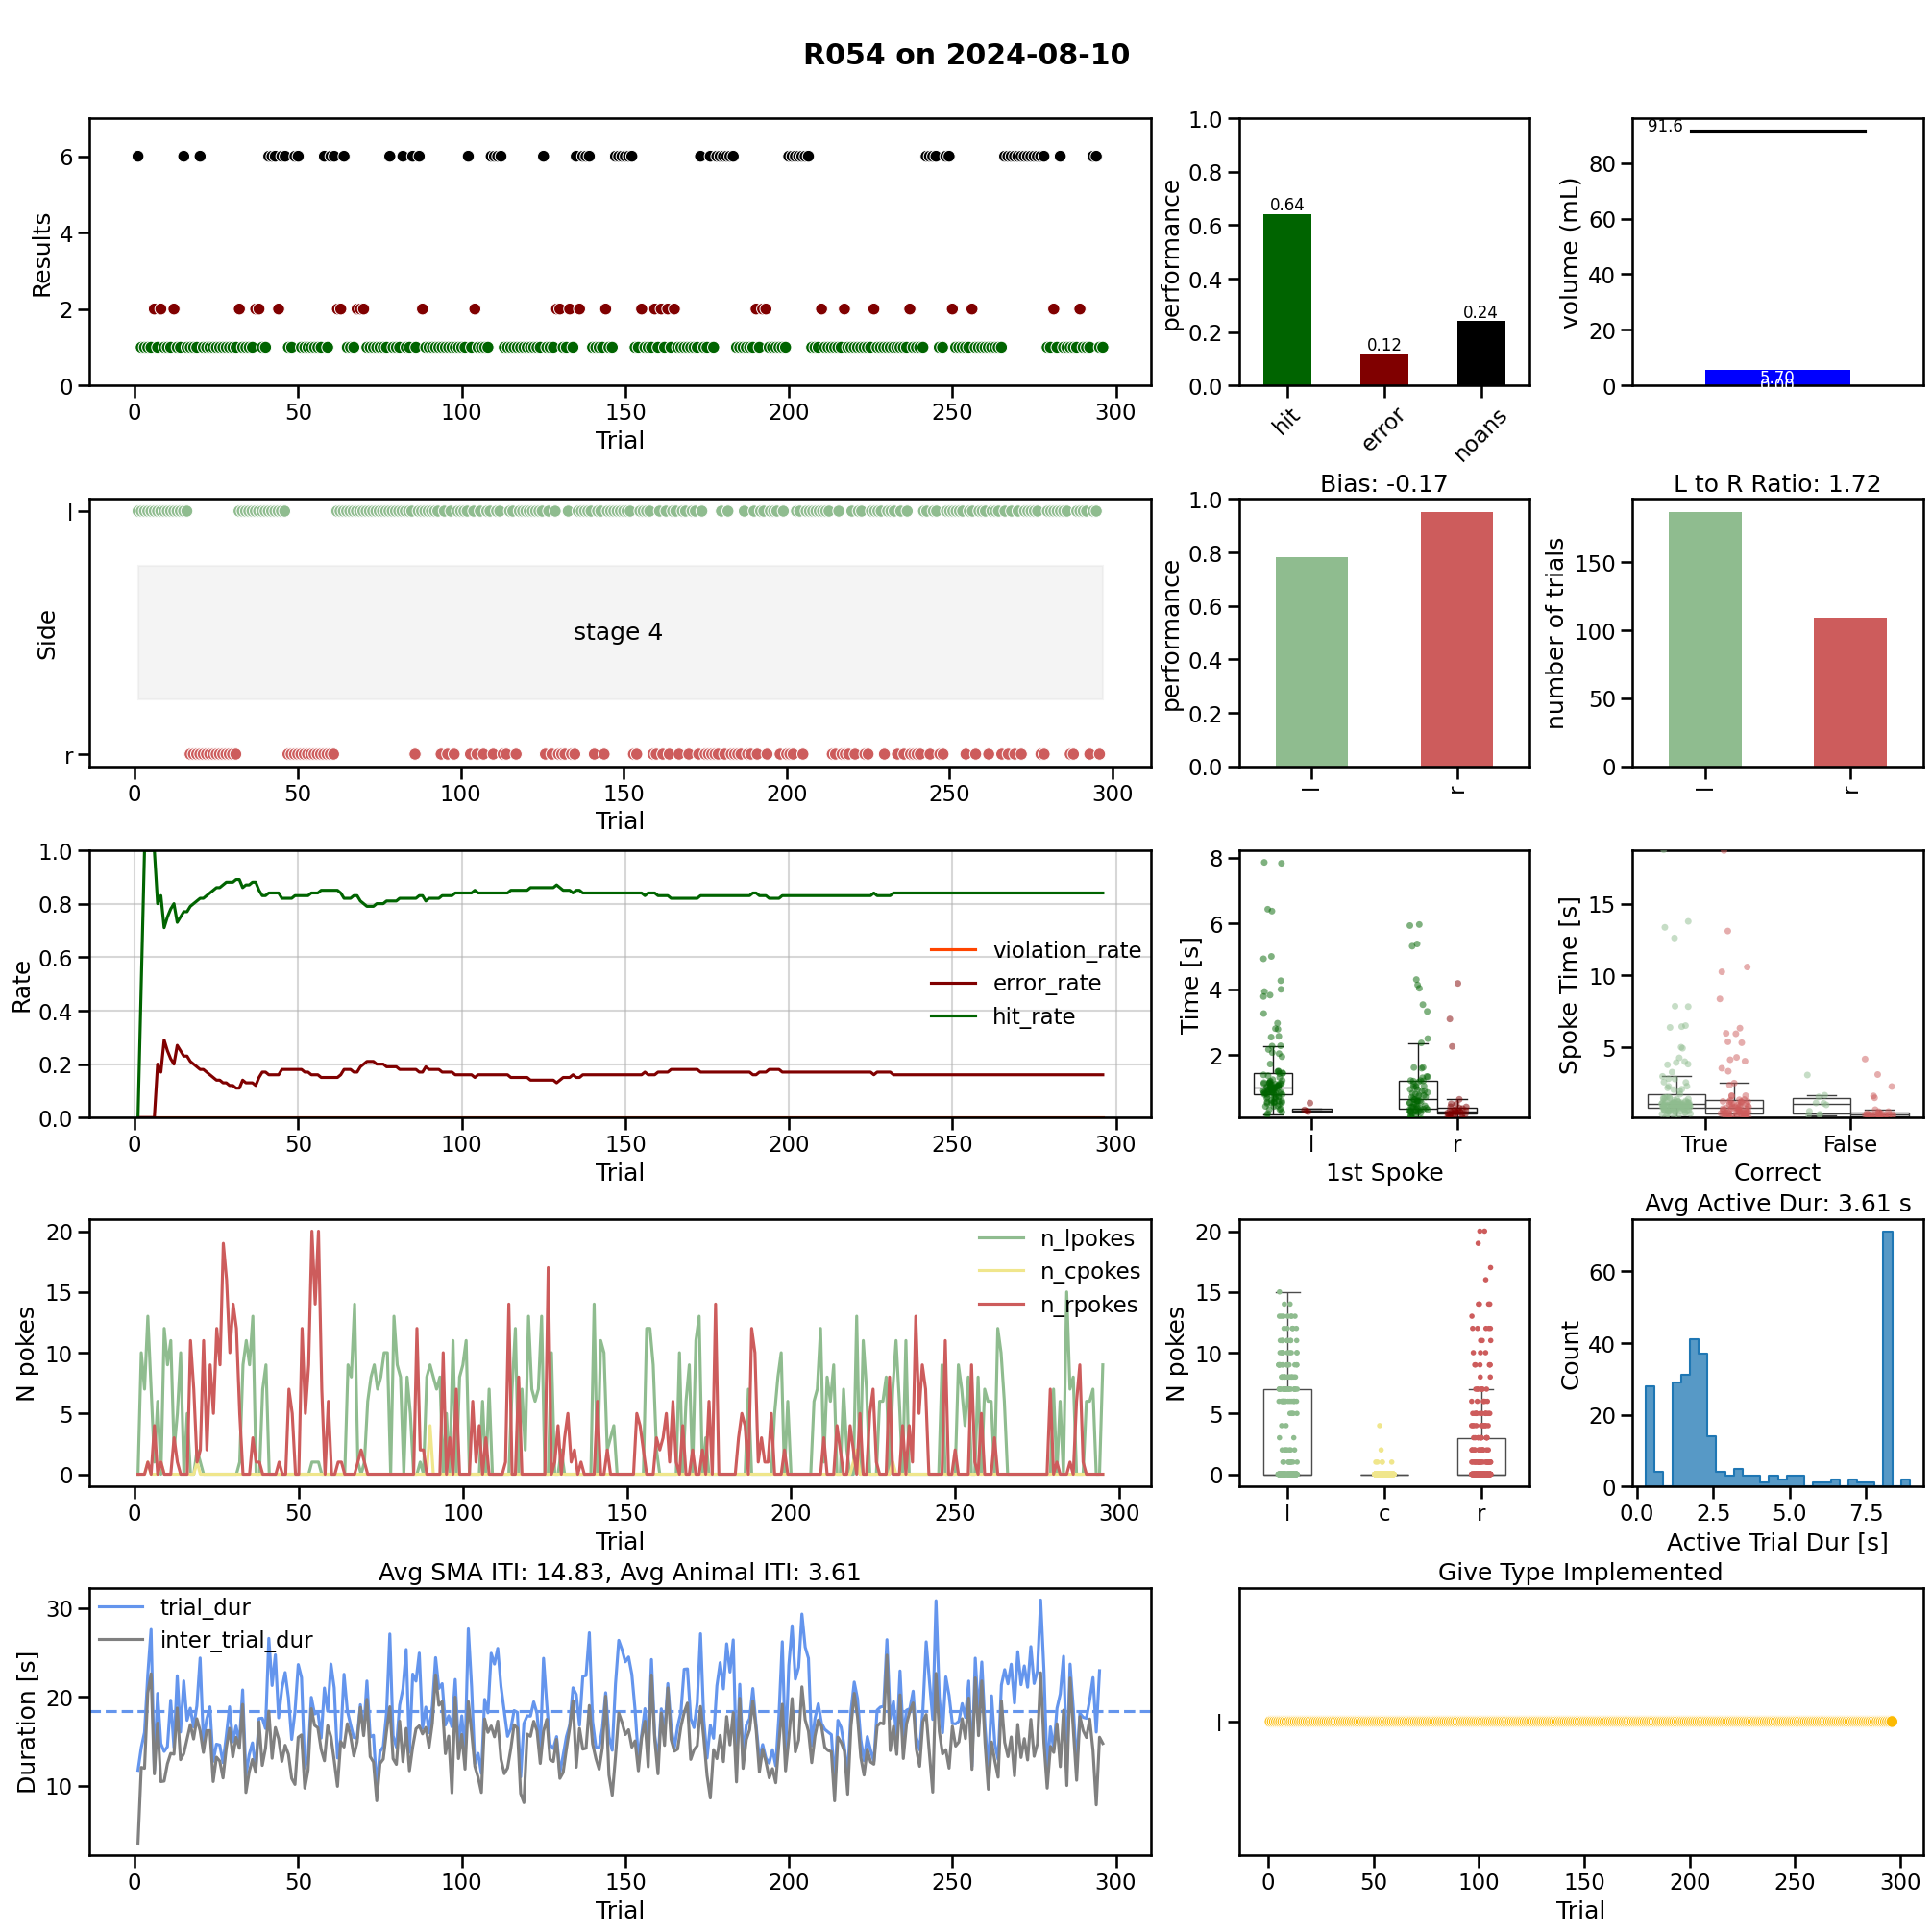 R054 on 2024-08-10
Results
6
4
2
0
0
50
100
150
200
250
300
Trial
performance
1.0
0.8
0.6
0.4
0.2
0.0
0.64
0.12
0.24
hit
error
noans
volume (mL)
80
60
40
20
0
91.6
5.70
Side
l
r
stage 4
0
50
100
150
200
250
300
Trial
Bias: -0.17
performance
1.0
0.8
0.6
0.4
0.2
0.0
l
r
L to R Ratio: 1.72
number of trials
150
100
50
0
l
r
Rate
1.0
0.8
0.6
0.4
0.2
0.0
violation_rate
error_rate
hit_rate
0
50
100
150
200
250
300
Trial
Time [s]
8
6
4
2
l
r
1st Spoke
Spoke Time [s]
15
10
5
True
False
Correct
N pokes
20
15
10
5
0
n_lpokes
n_cpokes
n_rpokes
0
50
100
150
200
250
300
Trial
N pokes
20
15
10
5
0
l
c
r
Avg Active Dur: 3.61 s
Count
60
40
20
0
0.0
2.5
5.0
7.5
Active Trial Dur [s]
Avg SMA ITI: 14.83, Avg Animal ITI: 3.61
Duration [s]
30
20
10
trial_dur
inter_trial_dur
0
50
100
150
200
250
300
Trial
Give Type Implemented
l
0
50
100
150
200
250
300
Trial